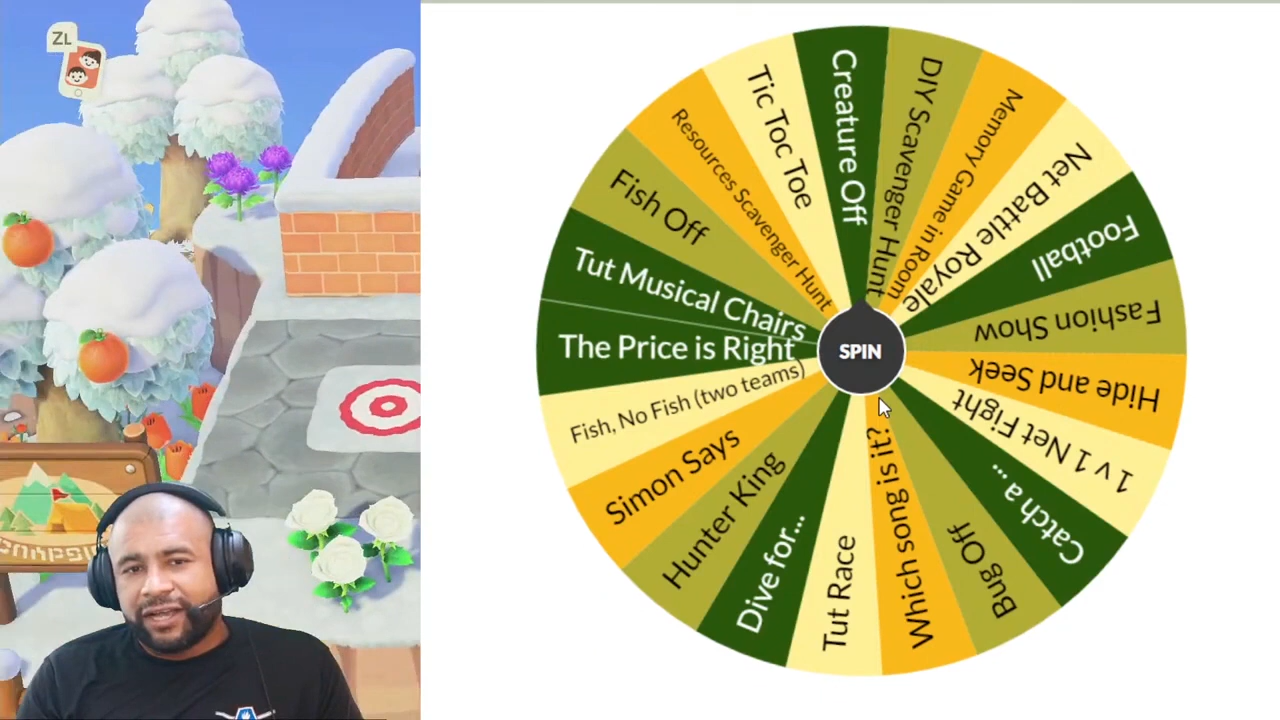 ZL
Creature Off
DIY Scavenger Hunt
Memory Game in Room
Net Battle Royale
Football
Fashion Show
Hide and Seek
1 v 1 Net Fight
Catch a ...
Bug Off
Which song is it?
Tut Race
Dive for...
Hunter King
Simon Says
Fish, No Fish (two teams)
The Price is Right
Tut Musical Chairs
Fish Off
Resources Scavenger Hunt
Tic Toc Toe
SPIN